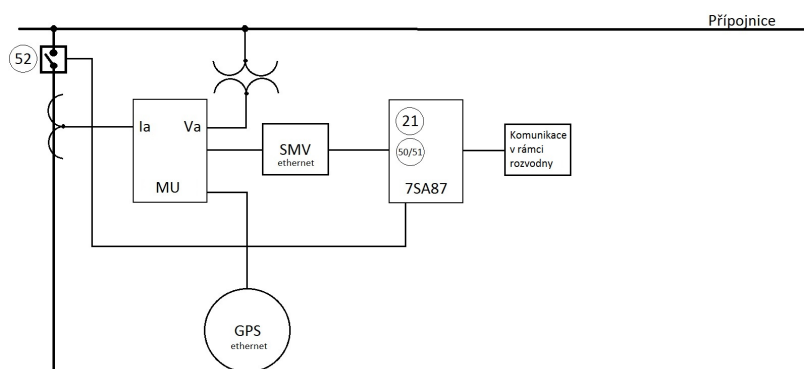 Přípojnice
52
Ia
Va
MU
SMV
ethernet
21
50/51
7SA87
Komunikace
v rámci
rozvodny
GPS
ethernet